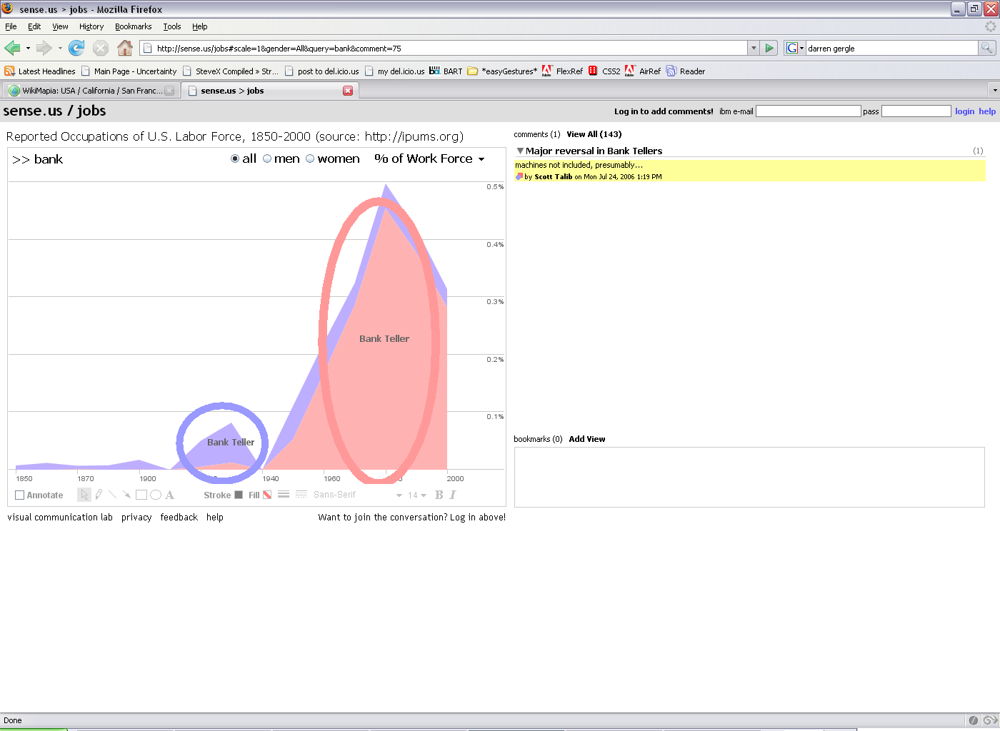 sense.us > jobs - Mozilla Firefox
File Edit View History Bookmarks Tools Help
http://sense.us/jobs#scale=1&gender=All&query=bank&comment=75
G
darren gergle
Latest Headlines Main Page - Uncertainty SteveX Compiled » Str... post to del.icio.us my del.icio.us BART *easyGestures* FlexRef CSS2 AirRef Reader
WikiMapia: USA / California / San Franc... sense.us > jobs
sense.us / jobs
Log in to add comments! ibm e-mail pass login help
Reported Occupations of U.S. Labor Force, 1850-2000 (source: http://ipums.org)
>> bank
all men women % of Work Force
0.5%
0.4%
0.3%
0.2%
0.1%
Bank Teller
Bank Teller
1850 1870 1900 1940 1960 2000
Annotate A Stroke Fill Sans-Serif 14 B I
visual communication lab privacy feedback help Want to join the conversation? Log in above!
comments (1) View All (143)
Major reversal in Bank Tellers (1)
machines not included, presumably...
by Scott Talib on Mon Jul 24, 2006 1:19 PM
bookmarks (0) Add View
Done